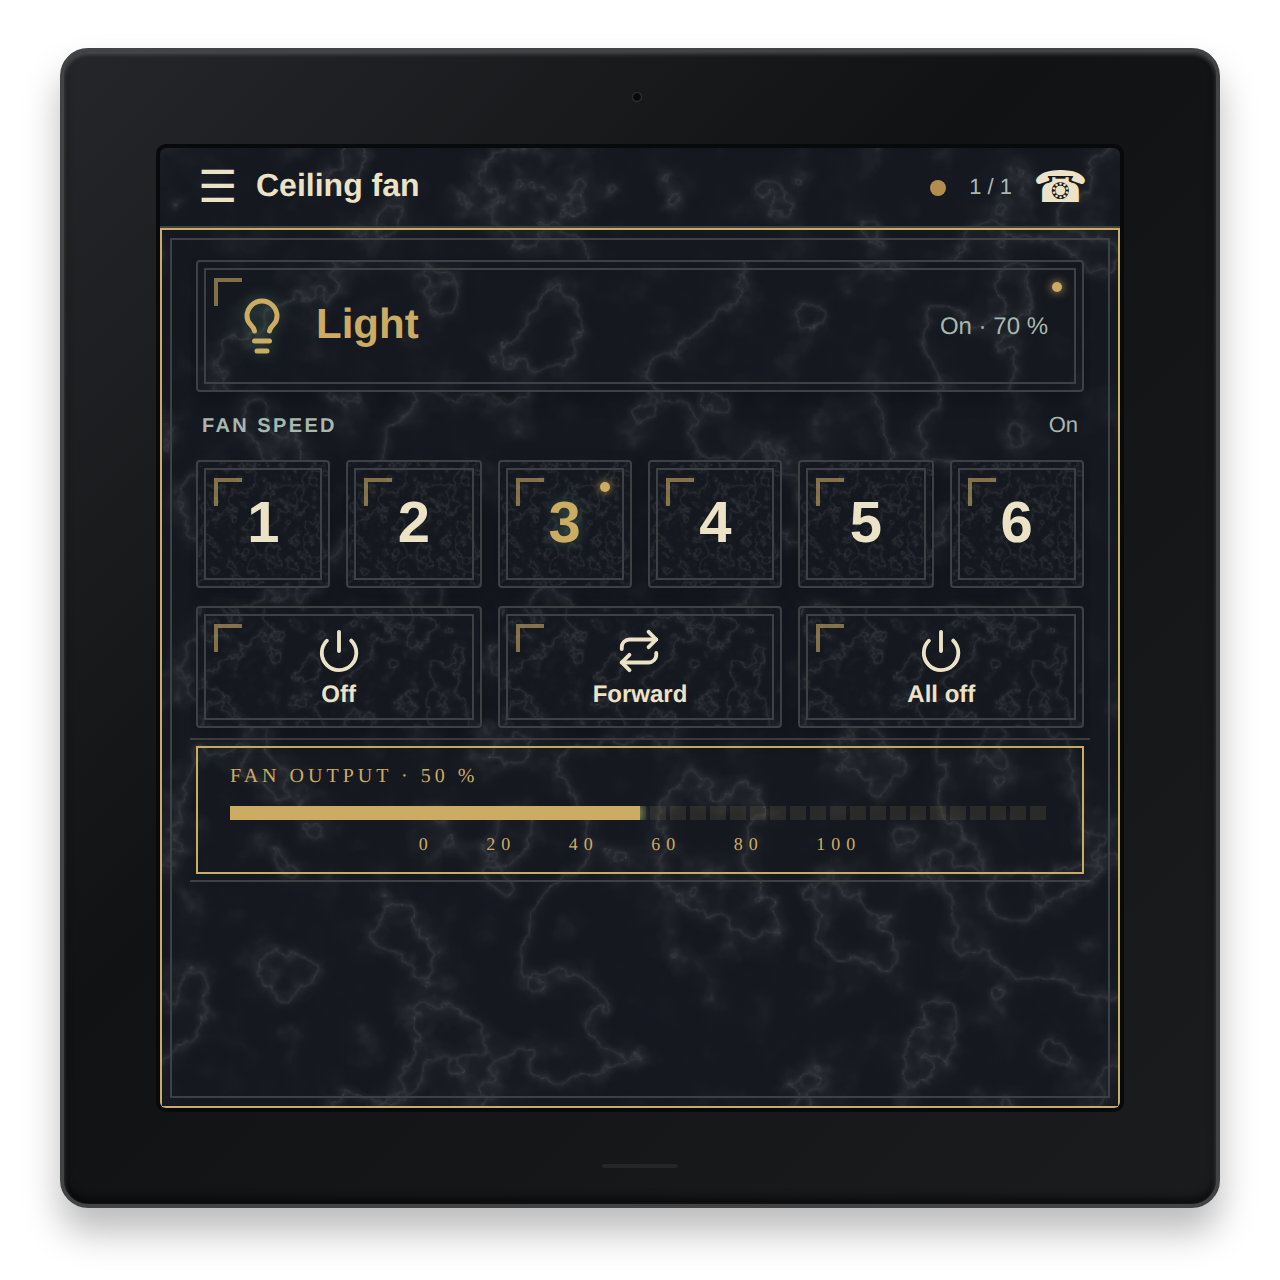 Ceiling fan
1 / 1
Light
On · 70 %
FAN SPEED
On
1 2 3 4 5 6
Off
Forward
All off
FAN OUTPUT · 50 %
0 20 40 60 80 100